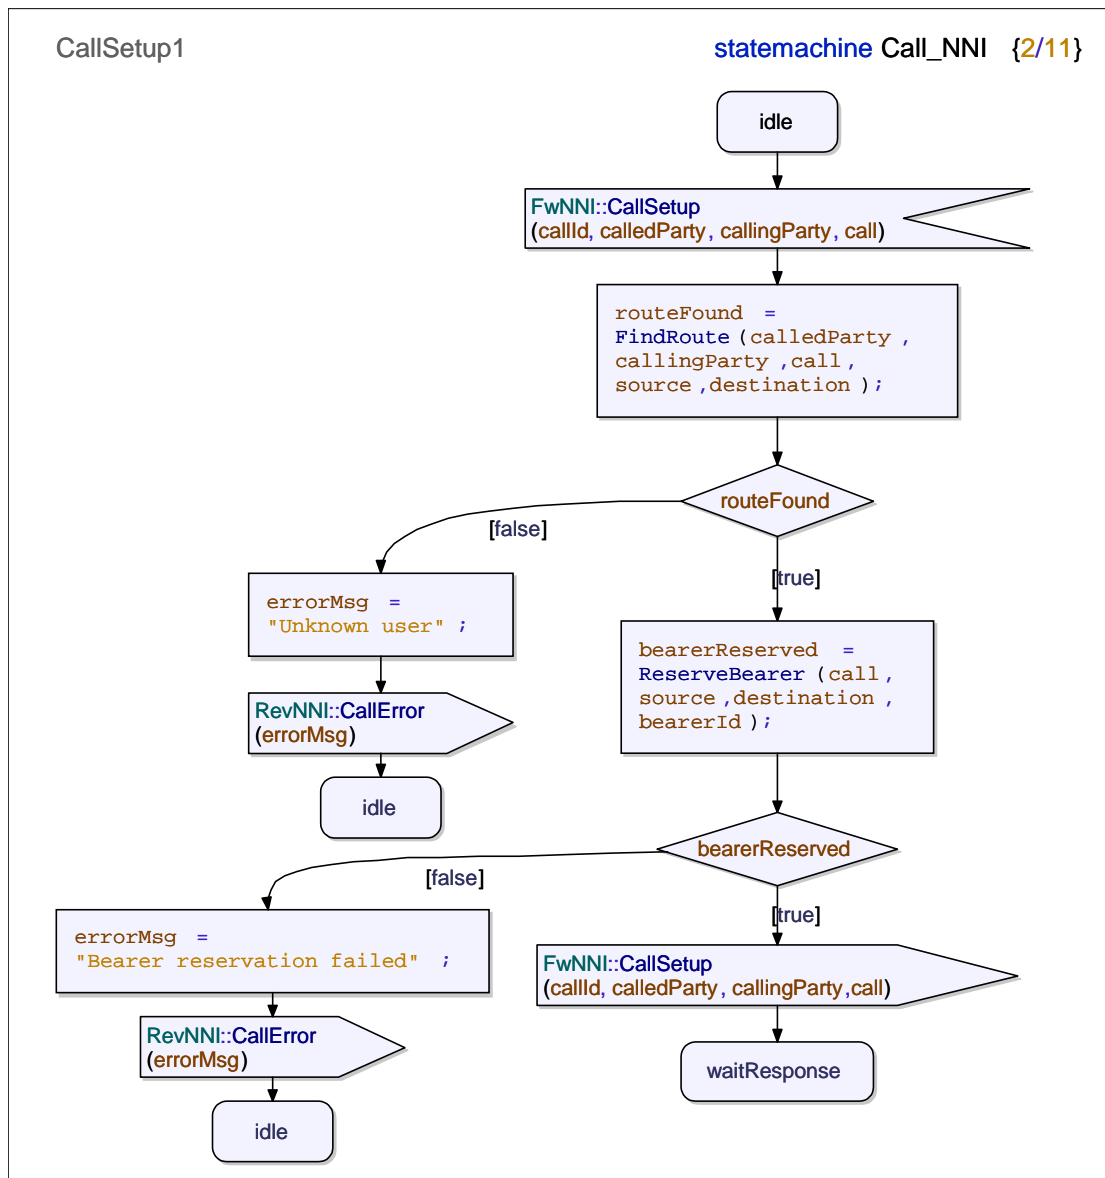 CallSetup1
statemachine Call_NNI {2/11}
idle
FwNNI::CallSetup
(callId, calledParty, callingParty, call)
routeFound =
FindRoute (calledParty ,
callingParty ,call ,
source ,destination );
routeFound
[false]
[true]
errorMsg =
"Unknown user" ;
RevNNI::CallError
(errorMsg)
idle
bearerReserved =
ReserveBearer (call ,
source ,destination ,
bearerId );
bearerReserved
[false]
[true]
errorMsg =
"Bearer reservation failed" ;
RevNNI::CallError
(errorMsg)
idle
FwNNI::CallSetup
(callId, calledParty, callingParty,call)
waitResponse